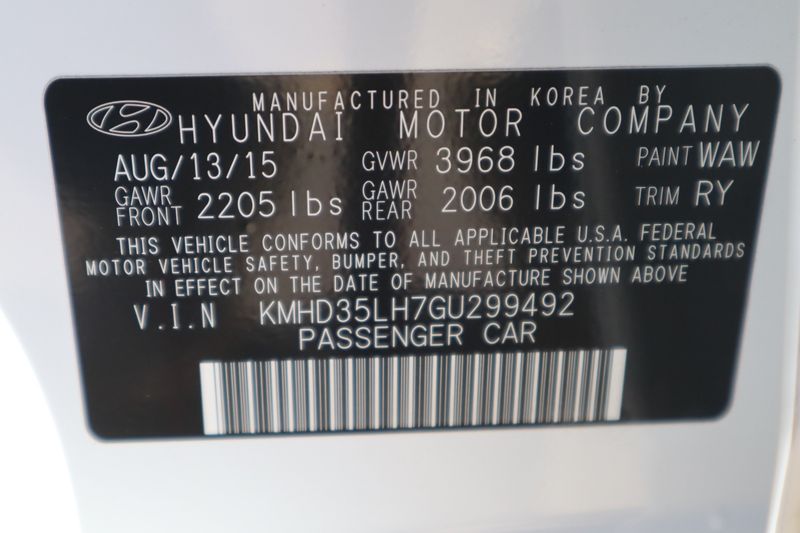 MANUFACTURED IN KOREA BY
HYUNDAI MOTOR COMPANY
AUG/13/15 GVWR 3968 lbs PAINT WAW
GAWR FRONT 2205 lbs GAWR REAR 2006 lbs TRIM RY
THIS VEHICLE CONFORMS TO ALL APPLICABLE U.S.A. FEDERAL
MOTOR VEHICLE SAFETY, BUMPER, AND THEFT PREVENTION STANDARDS
IN EFFECT ON THE DATE OF MANUFACTURE SHOWN ABOVE
V.I.N KMHD35LH7GU299492
PASSENGER CAR